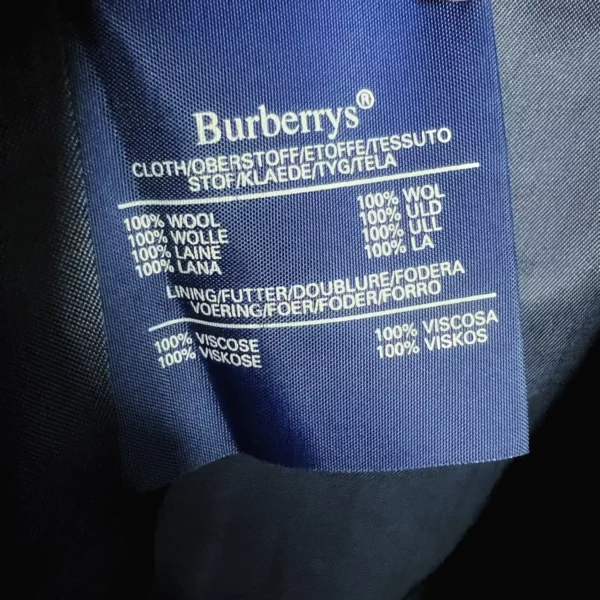 Burberrys®
CLOTH/OBERSTOFF/ETOFFE/TESSUTO
STOF/KLAEDE/TYG/TELA
100% WOOL
100% WOLLE
100% LAINE
100% LANA
100% WOL
100% ULD
100% ULL
100% LA
LINING/FUTTER/DOUBLURE/FODERA
VOERING/FOER/FODER/FORRO
100% VISCOSE
100% VISKOSE
100% VISCOSA
100% VISKOS